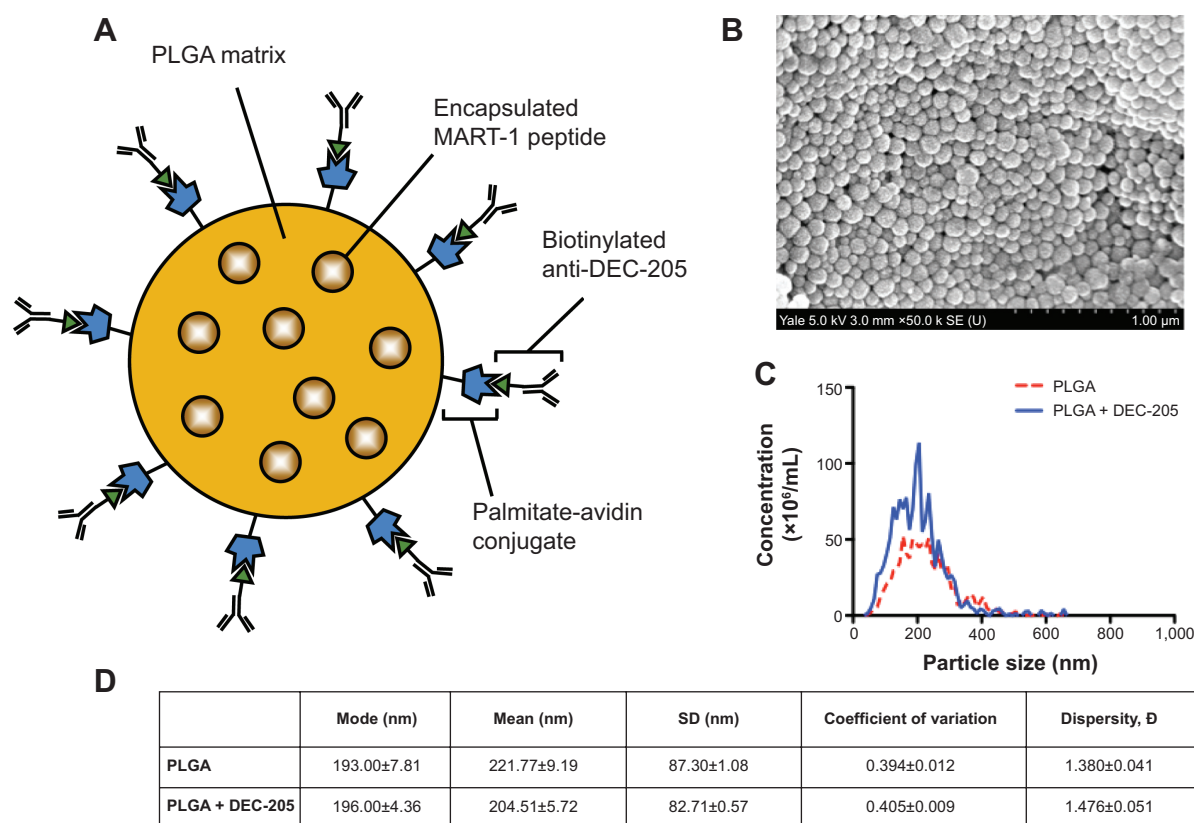 A
PLGA matrix
Encapsulated
MART-1 peptide
Biotinylated
anti-DEC-205
Palmitate-avidin
conjugate
B
Yale 5.0 kV 3.0 mm ×50.0 k SE (U)
1.00 µm
C
PLGA
PLGA + DEC-205
Concentration
(×10⁶/mL)
150
100
50
0
0 200 400 600 800 1,000
Particle size (nm)
D
Mode (nm) Mean (nm) SD (nm) Coefficient of variation Dispersity, Đ
PLGA 193.00±7.81 221.77±9.19 87.30±1.08 0.394±0.012 1.380±0.041
PLGA + DEC-205 196.00±4.36 204.51±5.72 82.71±0.57 0.405±0.009 1.476±0.051